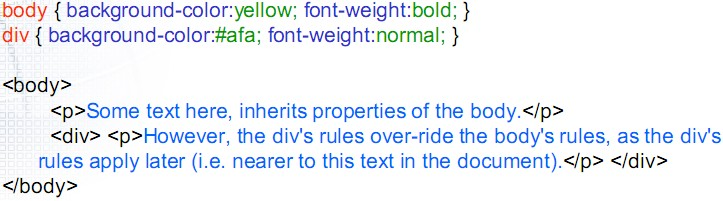 body { background-color:yellow; font-weight:bold; }
div { background-color:#afa; font-weight:normal; }
<body>
<p>Some text here, inherits properties of the body.</p>
<div> <p>However, the div's rules over-ride the body's rules, as the div's
rules apply later (i.e. nearer to this text in the document).</p> </div>
</body>